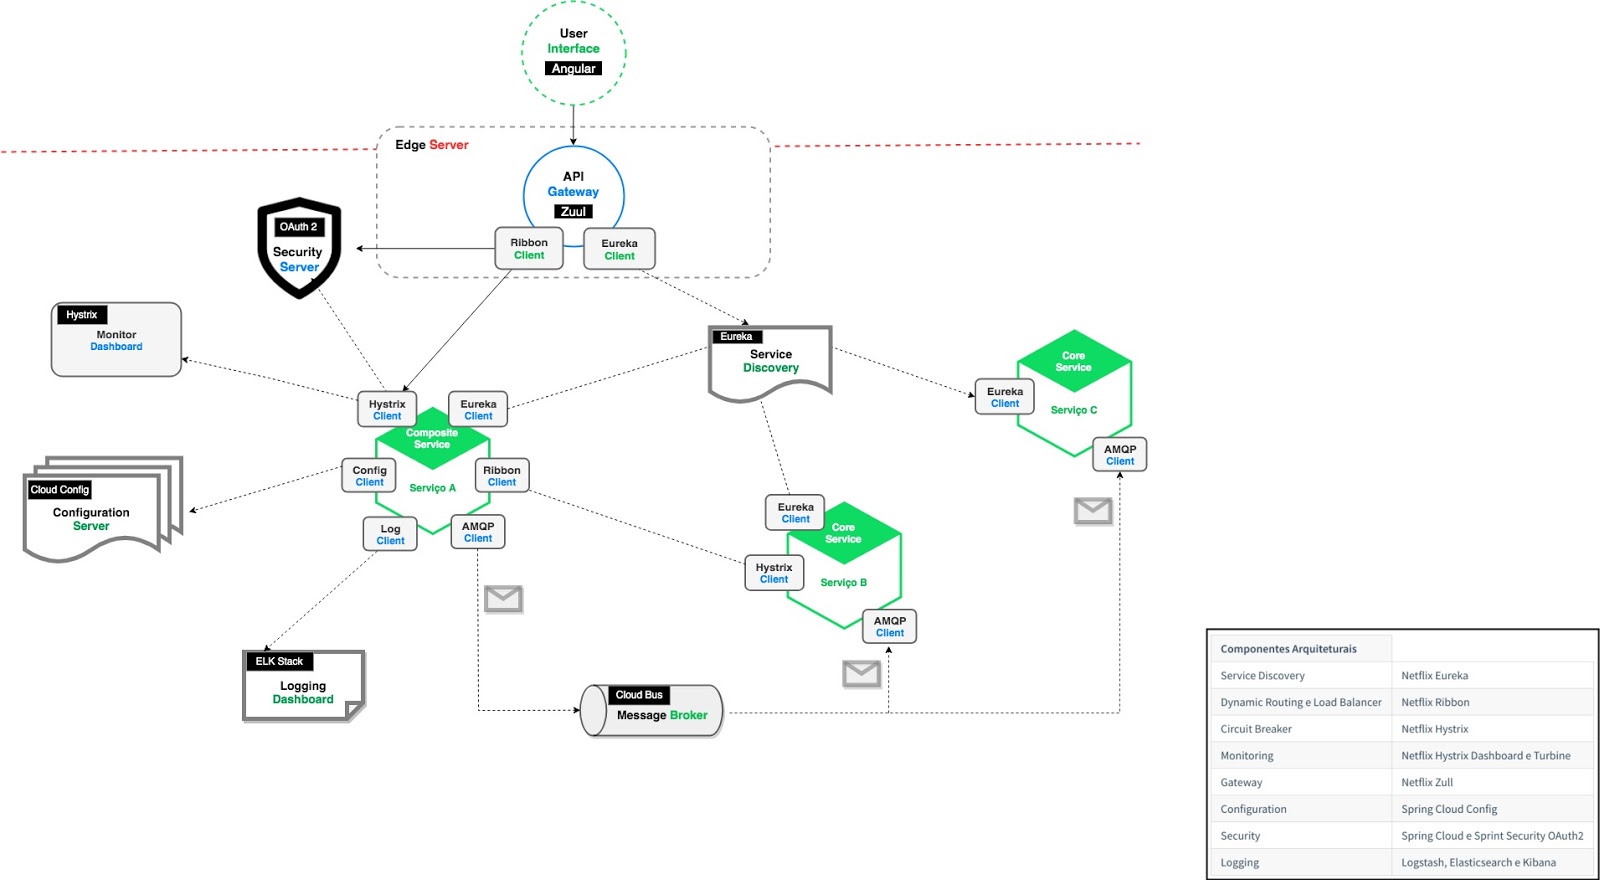 User
Interface
Angular
Edge Server
API
Gateway
Zuul
Ribbon
Client
Eureka
Client
OAuth 2
Security
Server
Hystrix
Monitor
Dashboard
Eureka
Service
Discovery
Core
Service
Eureka
Client
Serviço C
AMQP
Client
Hystrix
Client
Eureka
Client
Composite
Service
Config
Client
Ribbon
Client
Serviço A
Log
Client
AMQP
Client
Cloud Config
Configuration
Server
Eureka
Client
Core
Service
Hystrix
Client
Serviço B
AMQP
Client
ELK Stack
Logging
Dashboard
Cloud Bus
Message Broker
Componentes Arquiteturais
Service Discovery Netflix Eureka
Dynamic Routing e Load Balancer Netflix Ribbon
Circuit Breaker Netflix Hystrix
Monitoring Netflix Hystrix Dashboard e Turbine
Gateway Netflix Zull
Configuration Spring Cloud Config
Security Spring Cloud e Sprint Security OAuth2
Logging Logstash, Elasticsearch e Kibana